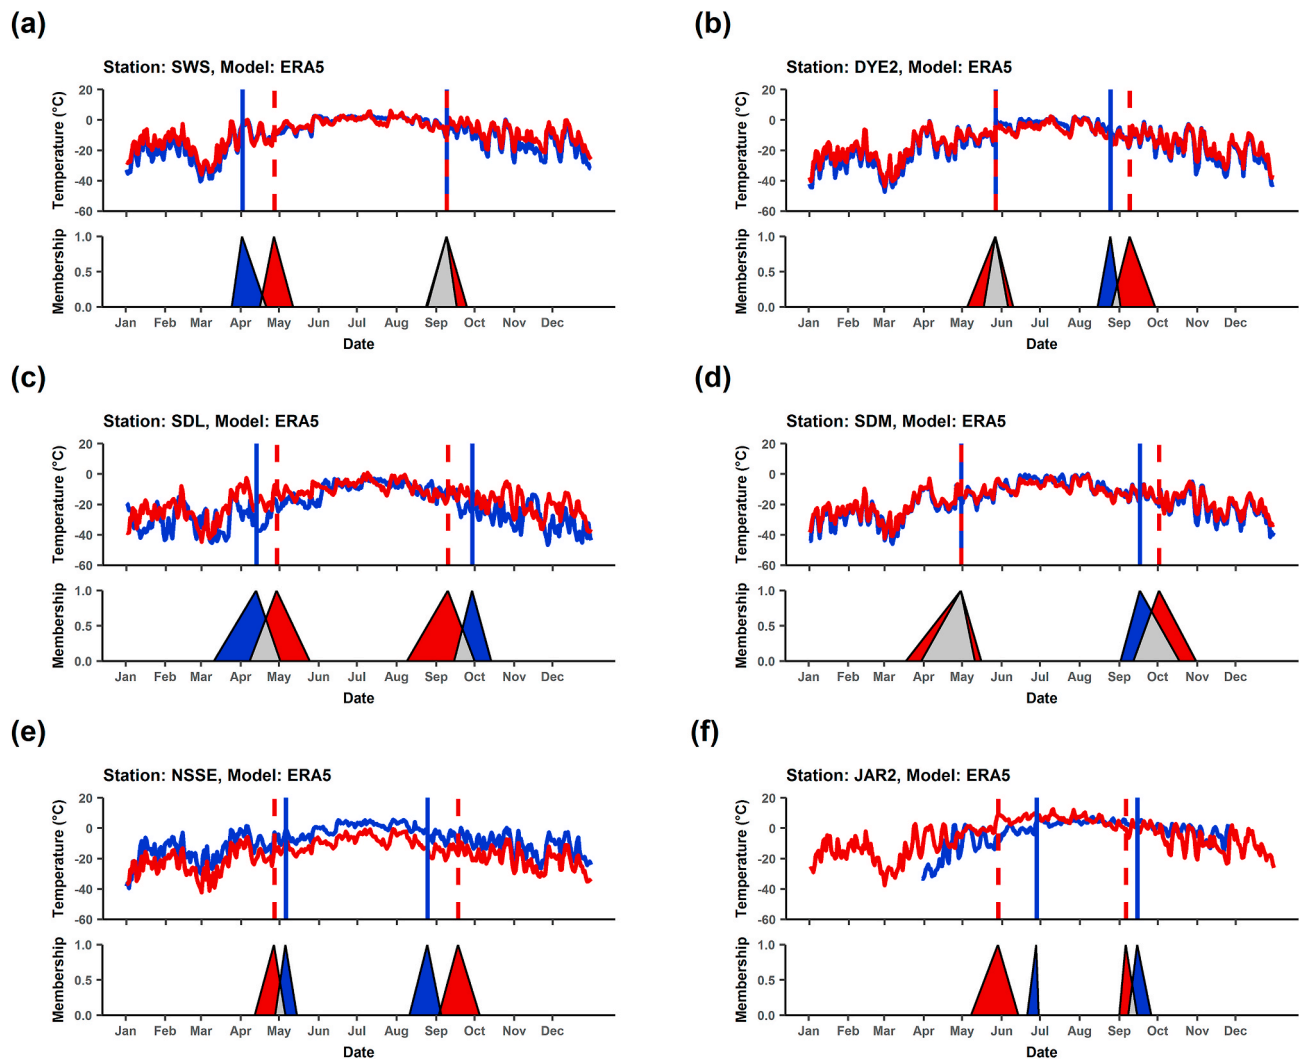 (a)
Station: SWS, Model: ERA5
Temperature (°C)
20
0
-20
-40
-60
Membership
1.0
0.5
0.0
Jan Feb Mar Apr May Jun Jul Aug Sep Oct Nov Dec
Date
(b)
Station: DYE2, Model: ERA5
Temperature (°C)
20
0
-20
-40
-60
Membership
1.0
0.5
0.0
Jan Feb Mar Apr May Jun Jul Aug Sep Oct Nov Dec
Date
(c)
Station: SDL, Model: ERA5
Temperature (°C)
20
0
-20
-40
-60
Membership
1.0
0.5
0.0
Jan Feb Mar Apr May Jun Jul Aug Sep Oct Nov Dec
Date
(d)
Station: SDM, Model: ERA5
Temperature (°C)
20
0
-20
-40
-60
Membership
1.0
0.5
0.0
Jan Feb Mar Apr May Jun Jul Aug Sep Oct Nov Dec
Date
(e)
Station: NSSE, Model: ERA5
Temperature (°C)
20
0
-20
-40
-60
Membership
1.0
0.5
0.0
Jan Feb Mar Apr May Jun Jul Aug Sep Oct Nov Dec
Date
(f)
Station: JAR2, Model: ERA5
Temperature (°C)
20
0
-20
-40
-60
Membership
1.0
0.5
0.0
Jan Feb Mar Apr May Jun Jul Aug Sep Oct Nov Dec
Date